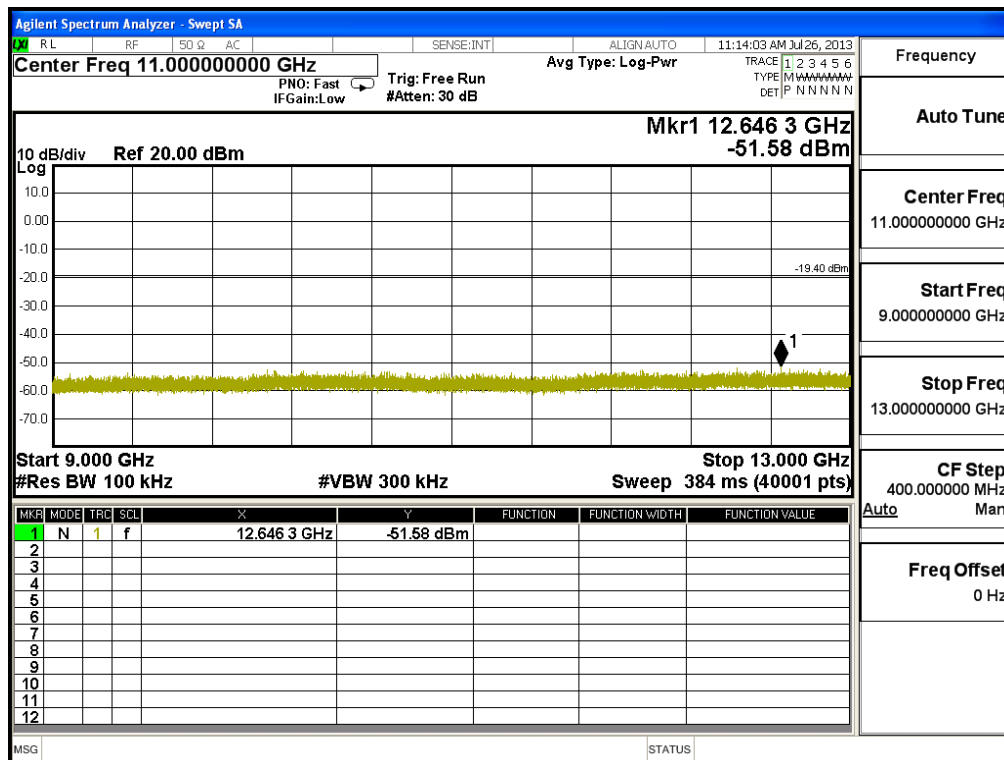 Agilent Spectrum Analyzer - Swept SA
LXI RL RF 50 Ω AC SENSE:INT ALIGN AUTO 11:14:03 AM Jul 26, 2013
Center Freq 11.000000000 GHz
PNO: Fast
IFGain:Low
Trig: Free Run
#Atten: 30 dB
Avg Type: Log-Pwr
TRACE 1 2 3 4 5 6
TYPE M WWWWW
DET P N N N N N
Mkr1 12.646 3 GHz
-51.58 dBm
10 dB/div Ref 20.00 dBm
Log
10.0
0.00
-10.0
-19.40 dBm
-20.0
-30.0
-40.0
1
-50.0
-60.0
-70.0
Start 9.000 GHz Stop 13.000 GHz
#Res BW 100 kHz #VBW 300 kHz Sweep 384 ms (40001 pts)
MKR MODE TRC SCL X Y FUNCTION FUNCTION WIDTH FUNCTION VALUE
1 N 1 f 12.646 3 GHz -51.58 dBm
2
3
4
5
6
7
8
9
10
11
12
MSG STATUS
Frequency
Auto Tune
Center Freq
11.000000000 GHz
Start Freq
9.000000000 GHz
Stop Freq
13.000000000 GHz
CF Step
400.000000 MHz
Auto Man
Freq Offset
0 Hz